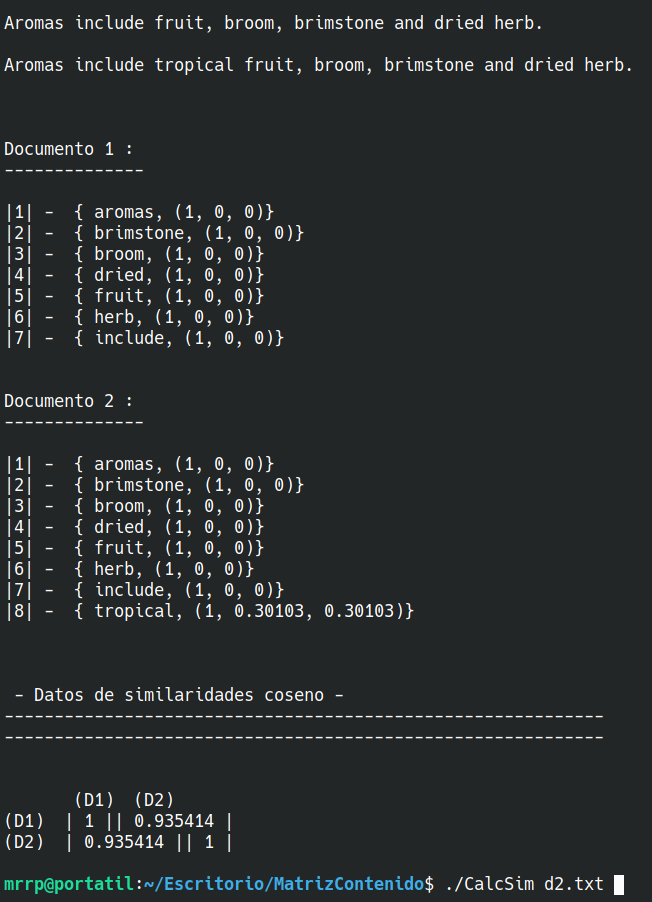 Aromas include fruit, broom, brimstone and dried herb.
Aromas include tropical fruit, broom, brimstone and dried herb.
Documento 1 :
--------------
|1| -  { aromas, (1, 0, 0)}
|2| -  { brimstone, (1, 0, 0)}
|3| -  { broom, (1, 0, 0)}
|4| -  { dried, (1, 0, 0)}
|5| -  { fruit, (1, 0, 0)}
|6| -  { herb, (1, 0, 0)}
|7| -  { include, (1, 0, 0)}
Documento 2 :
--------------
|1| -  { aromas, (1, 0, 0)}
|2| -  { brimstone, (1, 0, 0)}
|3| -  { broom, (1, 0, 0)}
|4| -  { dried, (1, 0, 0)}
|5| -  { fruit, (1, 0, 0)}
|6| -  { herb, (1, 0, 0)}
|7| -  { include, (1, 0, 0)}
|8| -  { tropical, (1, 0.30103, 0.30103)}
- Datos de similaridades coseno -
------------------------------------------------------------
------------------------------------------------------------
(D1)  (D2)
(D1)  | 1 || 0.935414 |
(D2)  | 0.935414 || 1 |
mrrp@portatil:~/Escritorio/MatrizContenido$ ./CalcSim d2.txt